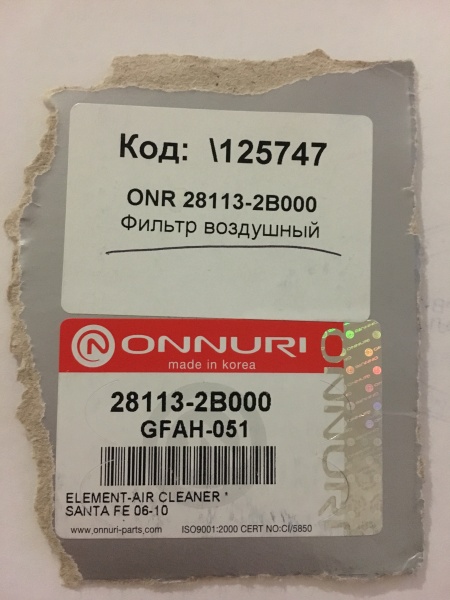 Код: \125747
ONR 28113-2B000
Фильтр воздушный
ONNURI
made in korea
28113-2B000
GFAH-051
ELEMENT-AIR CLEANER *
SANTA FE 06-10
www.onnuri-parts.com ISO9001:2000 CERT NO:CI/5850
ONNURI